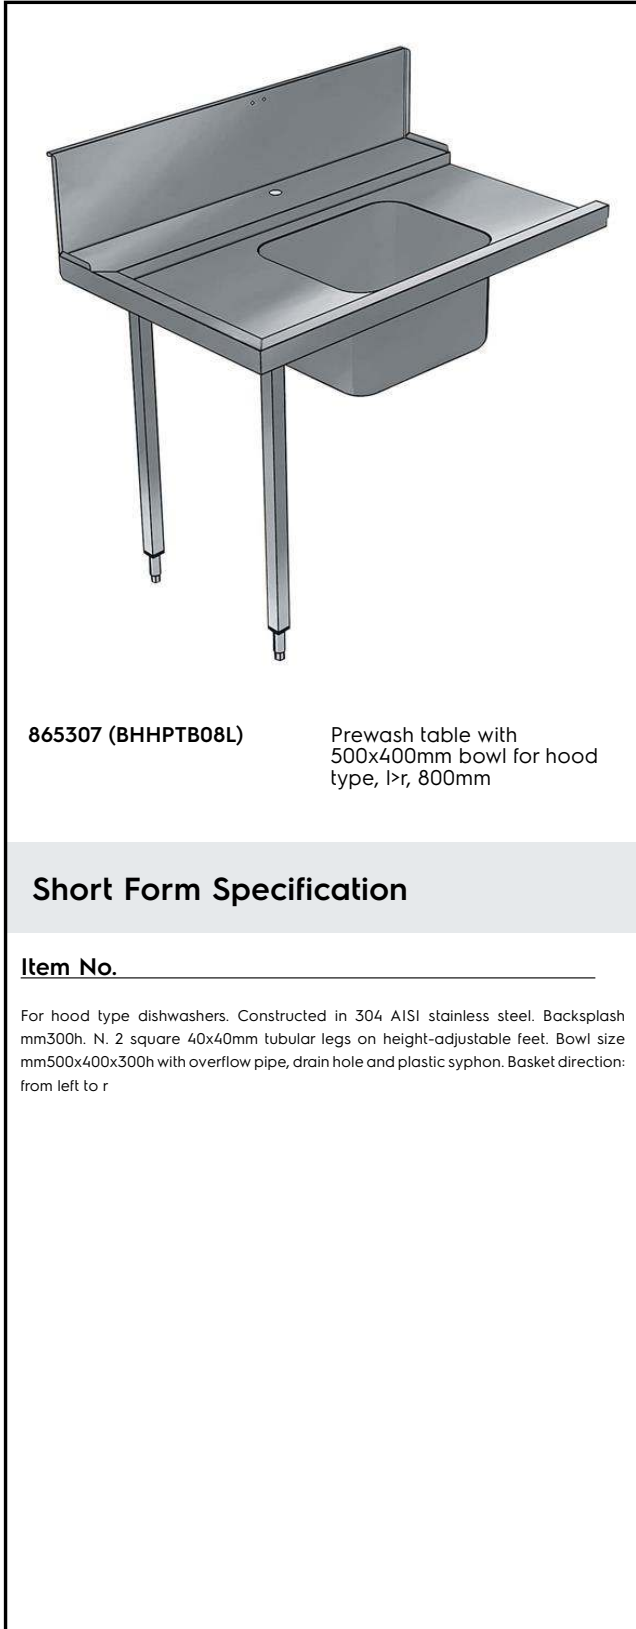 865307 (BHHPTB08L)
Prewash table with
500x400mm bowl for hood
type, l>r, 800mm
Short Form Specification
Item No.
For hood type dishwashers. Constructed in 304 AISI stainless steel. Backsplash
mm300h. N. 2 square 40x40mm tubular legs on height-adjustable feet. Bowl size
mm500x400x300h with overflow pipe, drain hole and plastic syphon. Basket direction:
from left to r